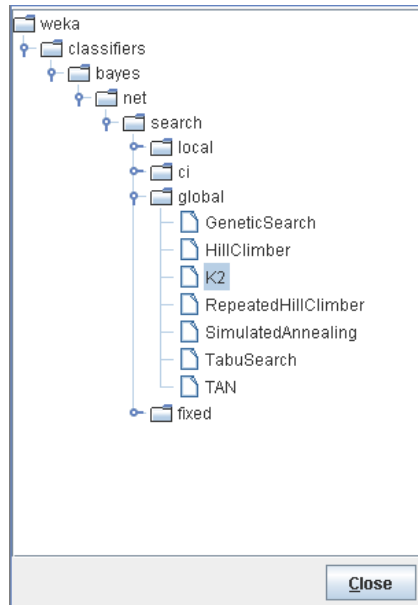 weka
classifiers
bayes
net
search
local
ci
global
GeneticSearch
HillClimber
K2
RepeatedHillClimber
SimulatedAnnealing
TabuSearch
TAN
fixed
Close